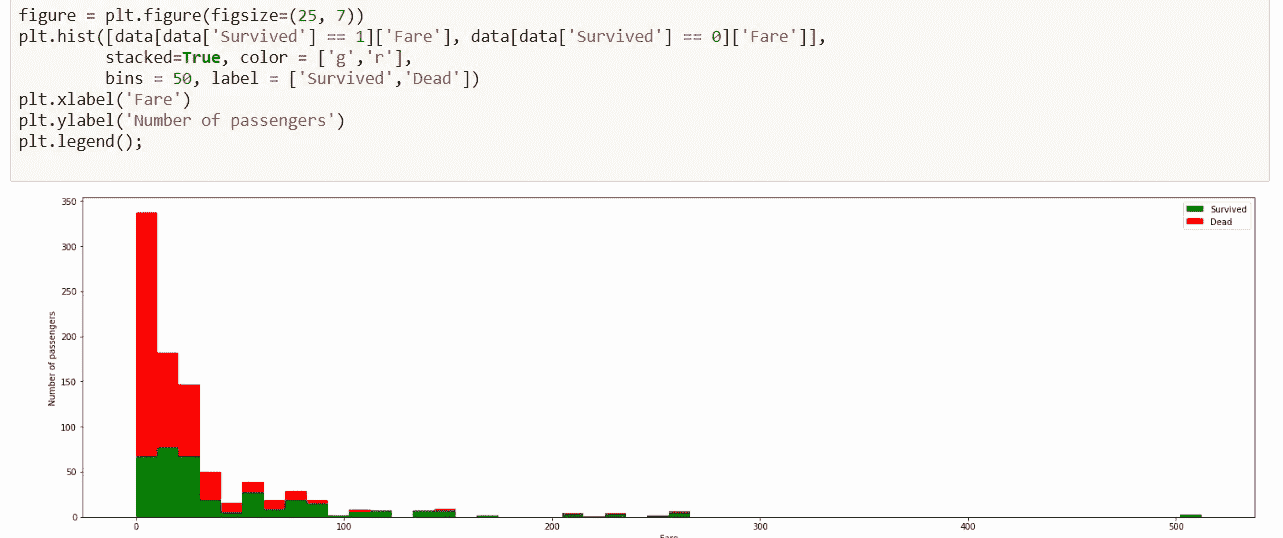 figure = plt.figure(figsize=(25, 7))
plt.hist([data[data['Survived'] == 1]['Fare'], data[data['Survived'] == 0]['Fare']],
stacked=True, color = ['g','r'],
bins = 50, label = ['Survived','Dead'])
plt.xlabel('Fare')
plt.ylabel('Number of passengers')
plt.legend();
Survived
Dead
Number of passengers
350
300
250
200
150
100
50
0
0 100 200 300 400 500
Fare